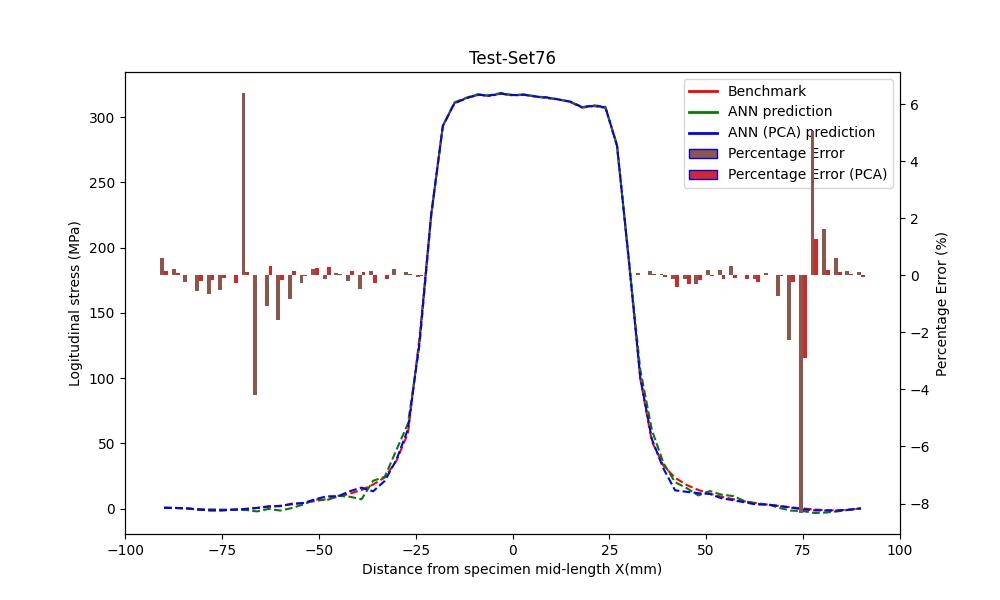 Test-Set76
Benchmark
ANN prediction
ANN (PCA) prediction
Percentage Error
Percentage Error (PCA)
300
250
200
150
100
50
0
Logitudinal stress (MPa)
6
4
2
0
−2
−4
−6
−8
Percentage Error (%)
−100 −75 −50 −25 0 25 50 75 100
Distance from specimen mid-length X(mm)